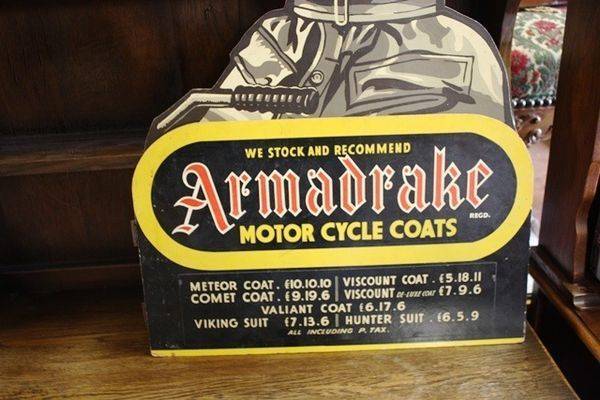 WE STOCK AND RECOMMEND
Armadrake
REGD.
MOTOR CYCLE COATS
METEOR COAT . £10.10.10 | VISCOUNT COAT . £5.18.11
COMET COAT . £9.19.6 | VISCOUNT DE-LUXE COAT £7.9.6
VALIANT COAT £6.17.6
VIKING SUIT £7.13.6 | HUNTER SUIT . £6.5.9
ALL INCLUDING P. TAX.